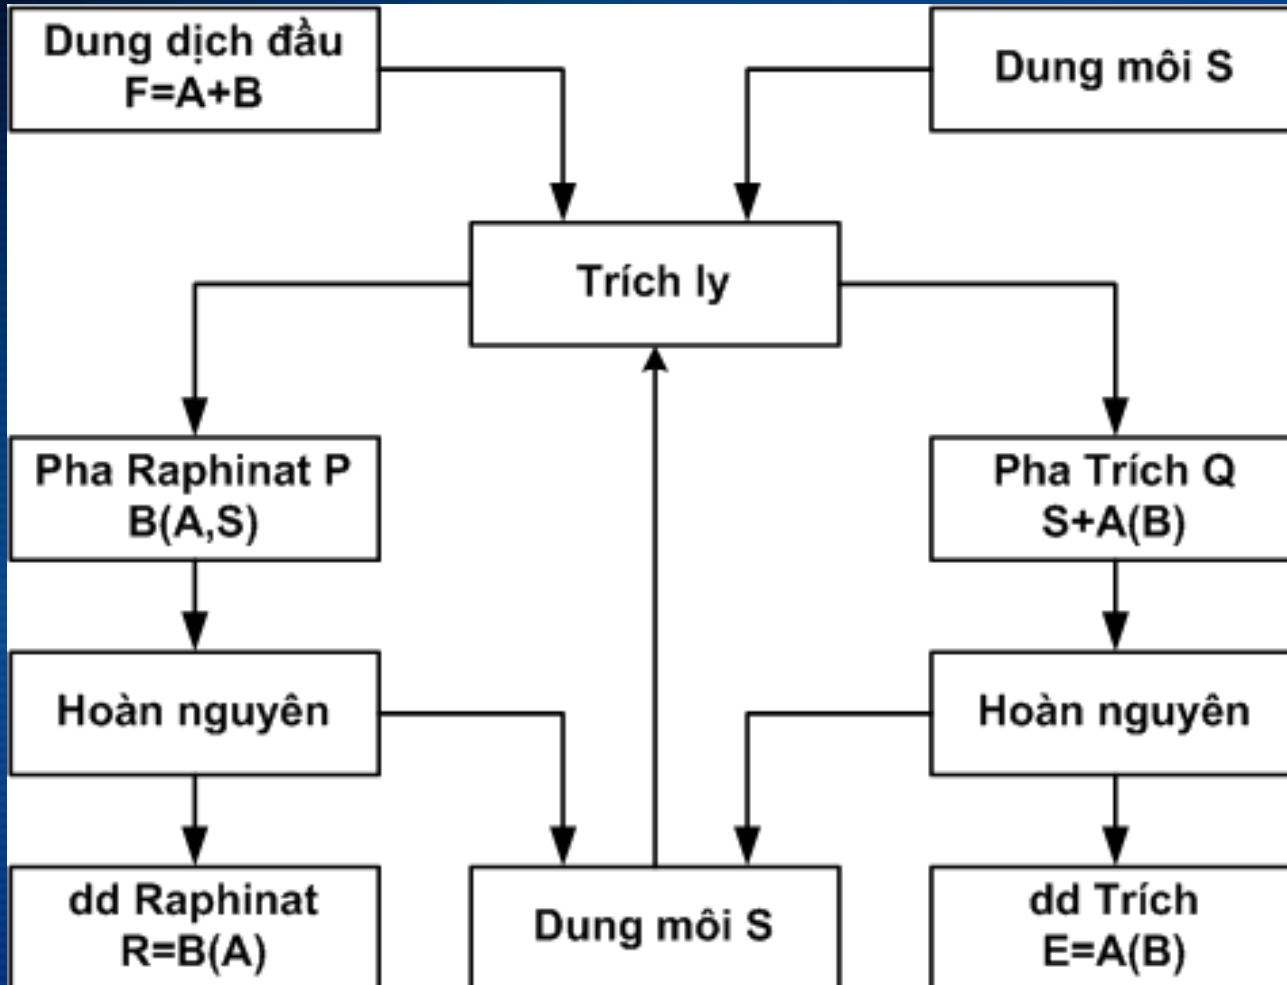 Dung dịch đầu
F=A+B
Dung môi S
Trích ly
Pha Raphinat P
B(A,S)
Pha Trích Q
S+A(B)
Hoàn nguyên
Hoàn nguyên
dd Raphinat
R=B(A)
Dung môi S
dd Trích
E=A(B)